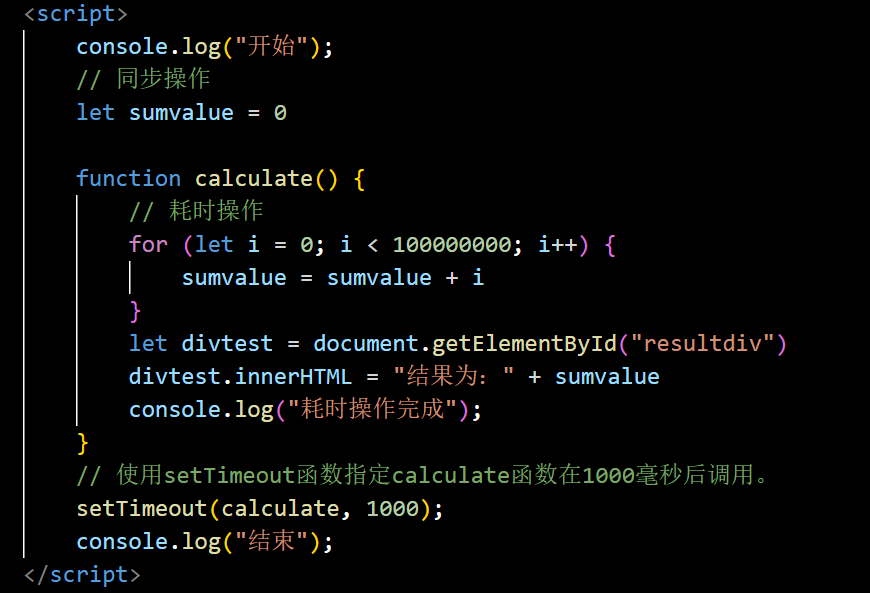 <script>
console.log("开始");
// 同步操作
let sumvalue = 0
function calculate() {
// 耗时操作
for (let i = 0; i < 100000000; i++) {
sumvalue = sumvalue + i
}
let divtest = document.getElementById("resultdiv")
divtest.innerHTML = "结果为：" + sumvalue
console.log("耗时操作完成");
}
// 使用setTimeout函数指定calculate函数在1000毫秒后调用。
setTimeout(calculate, 1000);
console.log("结束");
</script>